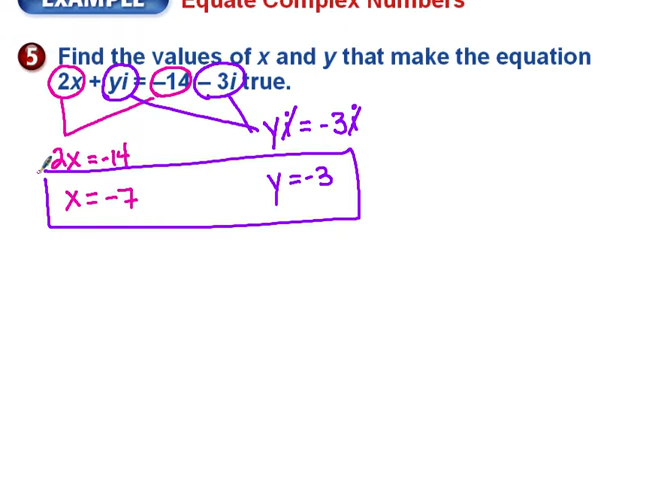 EXAMPLE Equate Complex Numbers
5 Find the values of x and y that make the equation
2x + yi = –14 – 3i true.
yi = -3i
2x = -14
y = -3
x = -7